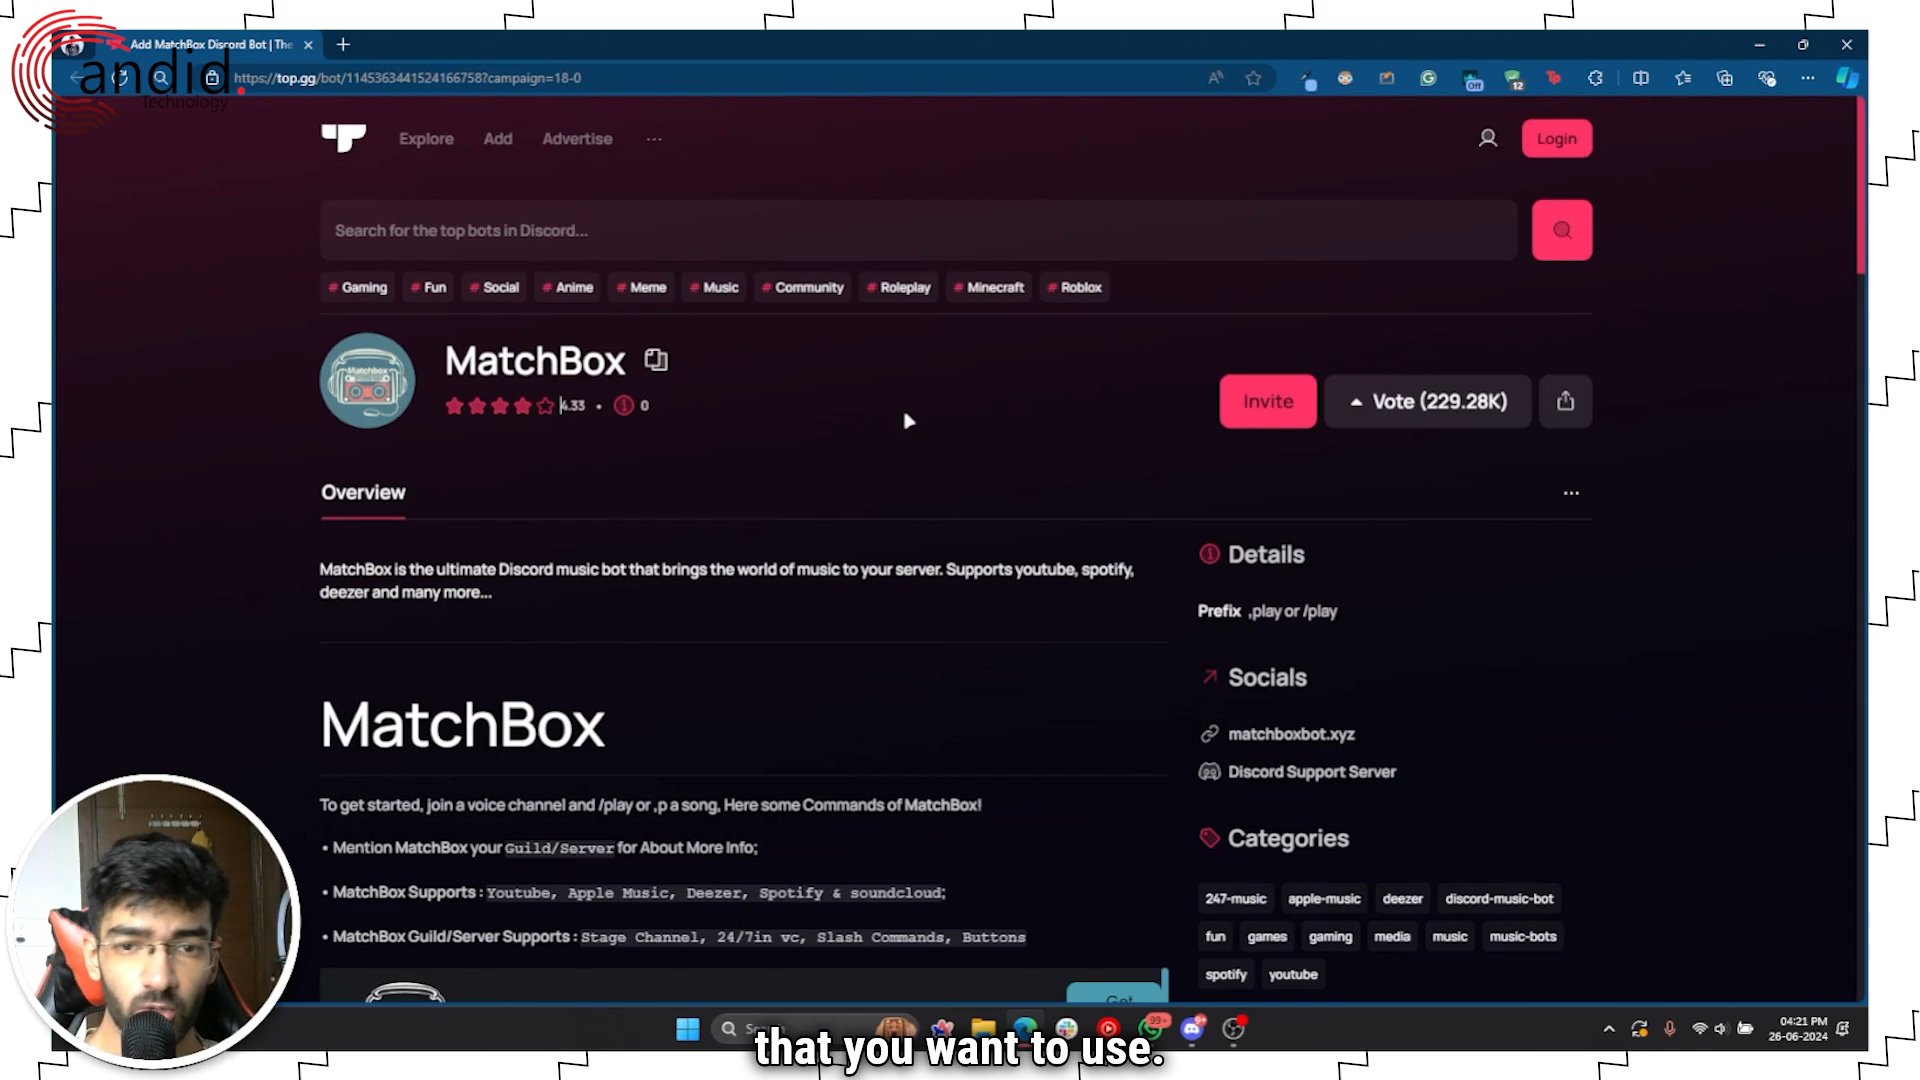 Add MatchBox Discord Bot | The
andid.
Technology
https://top.gg/bot/1145363441524166758?campaign=18-0
Off
12
Explore Add Advertise ...
Login
Search for the top bots in Discord...
# Gaming # Fun # Social # Anime # Meme # Music # Community # Roleplay # Minecraft # Roblox
MatchBox
Matchbox
4.33 • 0
Invite
Vote (229.28K)
Overview
...
MatchBox is the ultimate Discord music bot that brings the world of music to your server. Supports youtube, spotify,
deezer and many more...
Details
Prefix ,play or /play
Socials
matchboxbot.xyz
Discord Support Server
Categories
247-music apple-music deezer discord-music-bot
fun games gaming media music music-bots
spotify youtube
MatchBox
To get started, join a voice channel and /play or ,p a song, Here some Commands of MatchBox!
• Mention MatchBox your Guild/Server for About More Info;
• MatchBox Supports : Youtube, Apple Music, Deezer, Spotify & soundcloud;
• MatchBox Guild/Server Supports : Stage Channel, 24/7in vc, Slash Commands, Buttons
Get
99+
04:21 PM
26-06-2024
that you want to use.